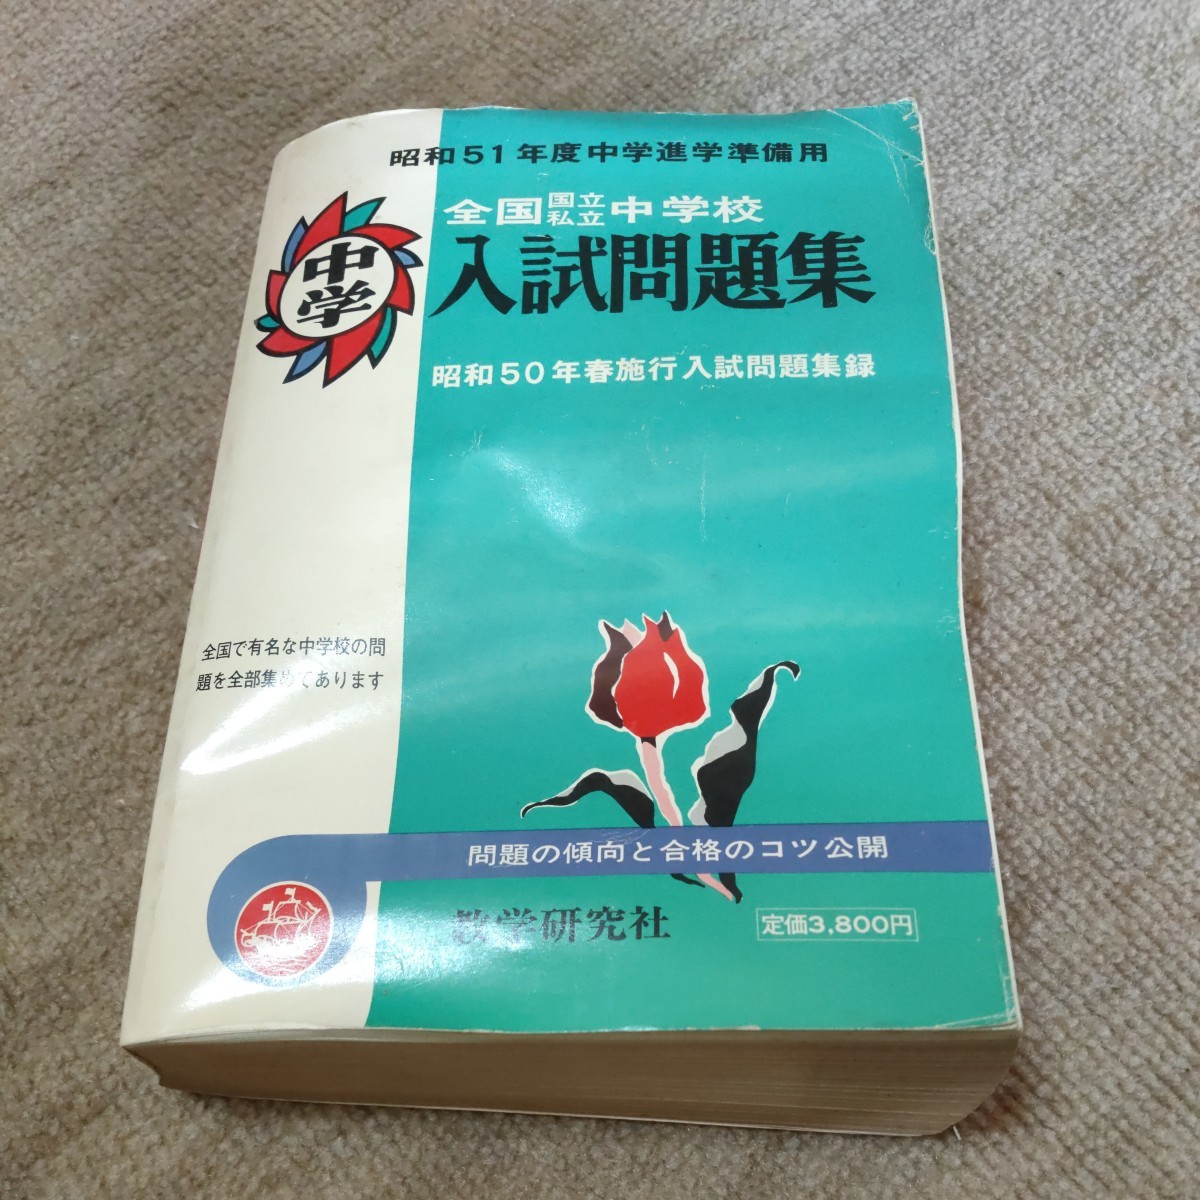 昭和51年度中学進学準備用
全国国立私立中学校
入試問題集
昭和50年春施行入試問題集録
中学
全国で有名な中学校の問
題を全部集めてあります
問題の傾向と合格のコツ公開
教学研究社
定価3,800円